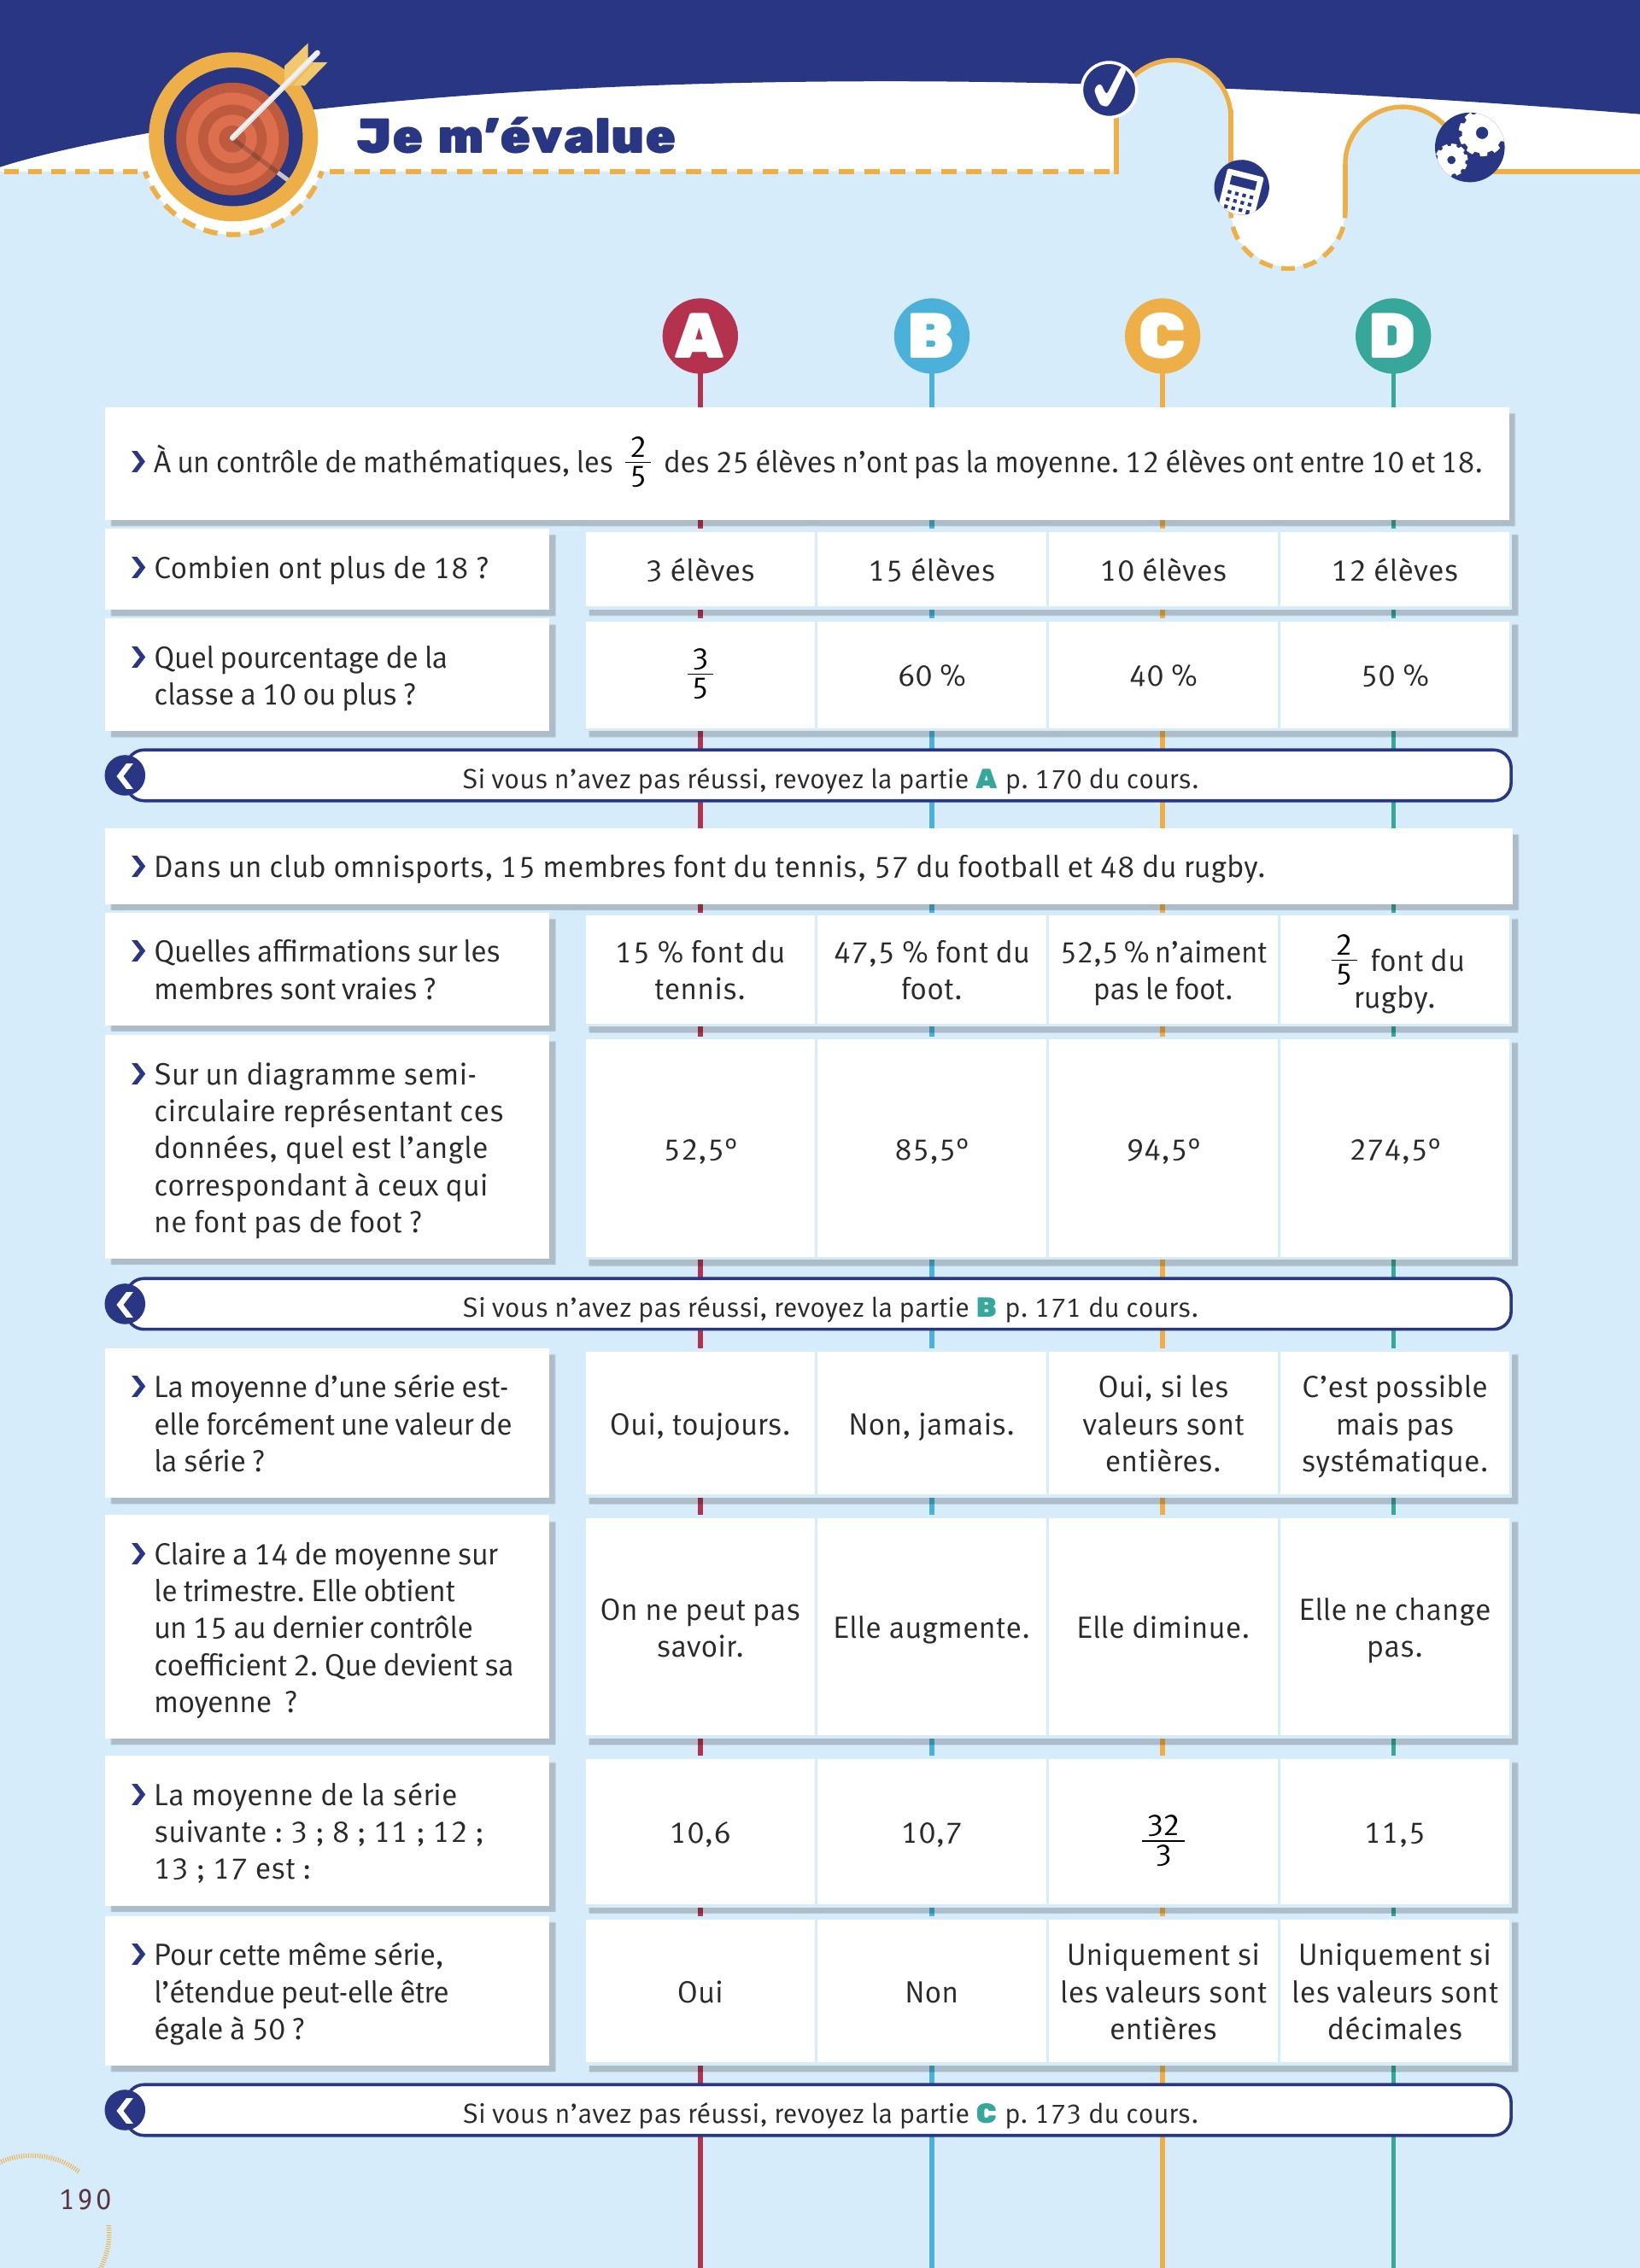 Je m’évalue
A B C D
❯ À un contrôle de mathématiques, les 2/5 des 25 élèves n’ont pas la moyenne. 12 élèves ont entre 10 et 18.
❯ Combien ont plus de 18 ?
3 élèves
15 élèves
10 élèves
12 élèves
❯ Quel pourcentage de la
classe a 10 ou plus ?
3/5
60 %
40 %
50 %
Si vous n’avez pas réussi, revoyez la partie A p. 170 du cours.
❯ Dans un club omnisports, 15 membres font du tennis, 57 du football et 48 du rugby.
❯ Quelles affirmations sur les
membres sont vraies ?
15 % font du
tennis.
47,5 % font du
foot.
52,5 % n’aiment
pas le foot.
2/5 font du
rugby.
❯ Sur un diagramme semi-
circulaire représentant ces
données, quel est l’angle
correspondant à ceux qui
ne font pas de foot ?
52,5º
85,5º
94,5º
274,5º
Si vous n’avez pas réussi, revoyez la partie B p. 171 du cours.
❯ La moyenne d’une série est-
elle forcément une valeur de
la série ?
Oui, toujours.
Non, jamais.
Oui, si les
valeurs sont
entières.
C’est possible
mais pas
systématique.
❯ Claire a 14 de moyenne sur
le trimestre. Elle obtient
un 15 au dernier contrôle
coefficient 2. Que devient sa
moyenne ?
On ne peut pas
savoir.
Elle augmente.
Elle diminue.
Elle ne change
pas.
❯ La moyenne de la série
suivante : 3 ; 8 ; 11 ; 12 ;
13 ; 17 est :
10,6
10,7
32/3
11,5
❯ Pour cette même série,
l’étendue peut-elle être
égale à 50 ?
Oui
Non
Uniquement si
les valeurs sont
entières
Uniquement si
les valeurs sont
décimales
Si vous n’avez pas réussi, revoyez la partie C p. 173 du cours.
190